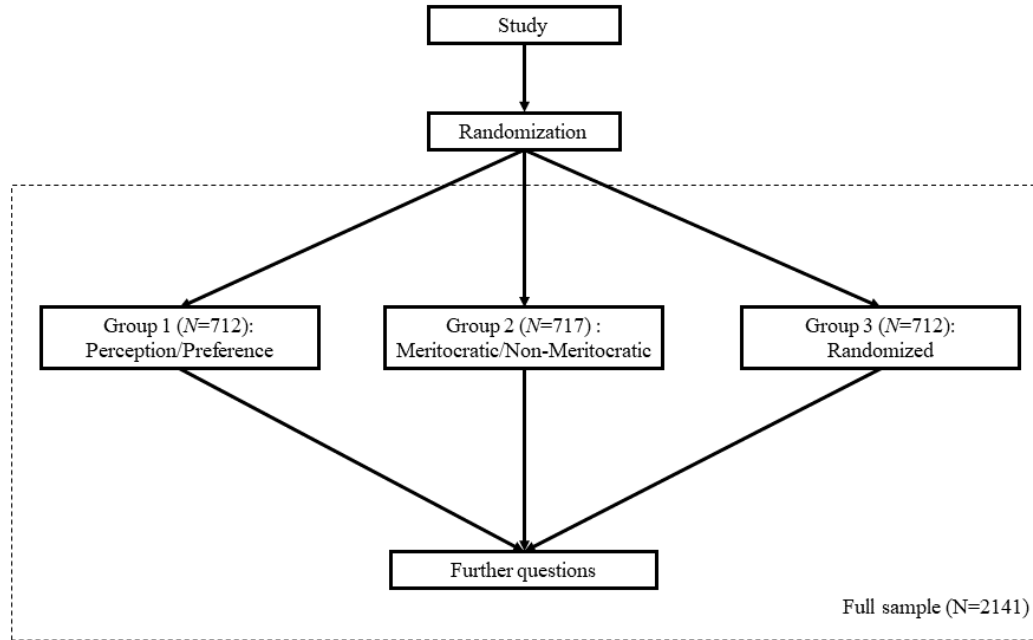 Study
Randomization
Group 1 (N=712):
Perception/Preference
Group 2 (N=717) :
Meritocratic/Non-Meritocratic
Group 3 (N=712):
Randomized
Further questions
Full sample (N=2141)